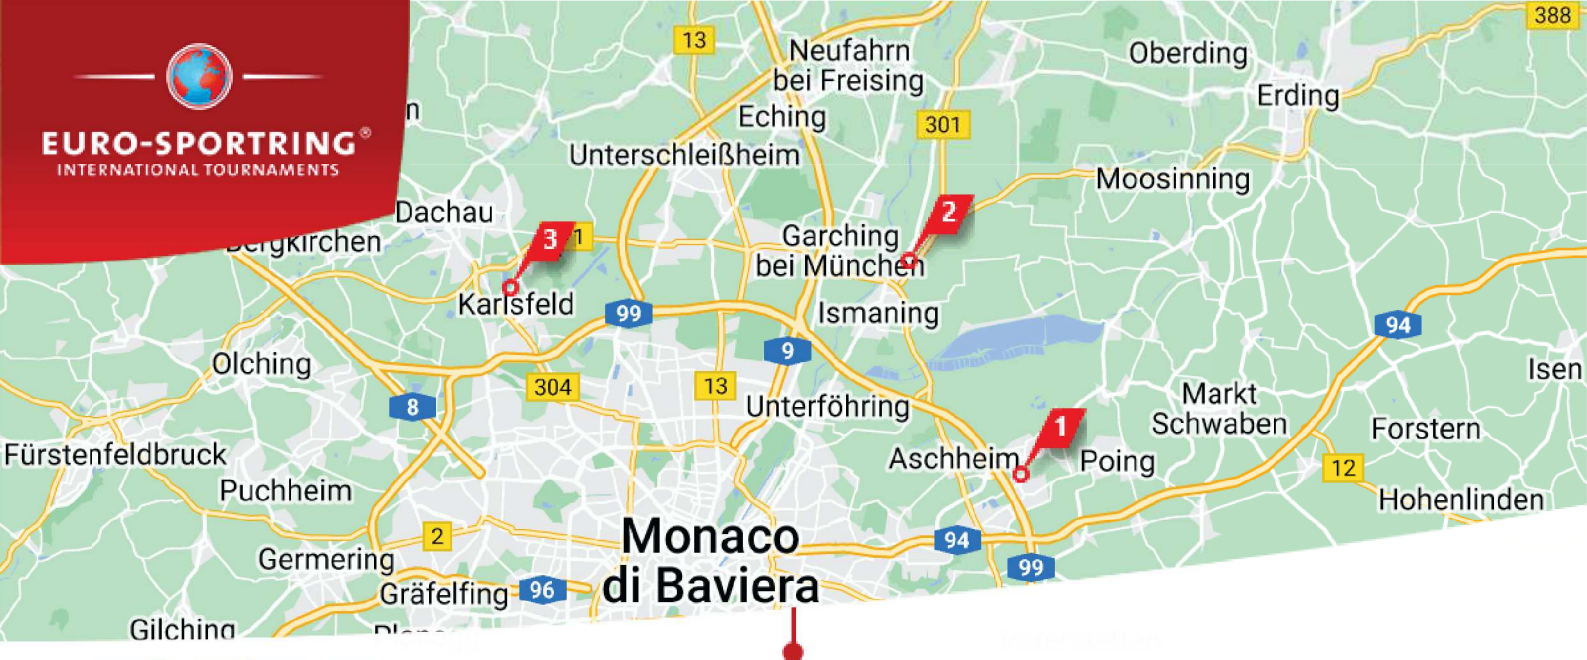 EURO-SPORTRING®
INTERNATIONAL TOURNAMENTS
13
Neufahrn
bei Freising
Oberding
388
Erding
n
Eching
301
Unterschleißheim
Moosinning
Dachau
2
Bergkirchen
3
1
Garching
bei München
Karlsfeld
99
Ismaning
94
9
Olching
Isen
304
13
8
Unterföhring
Markt
Schwaben
1
Forstern
Fürstenfeldbruck
Aschheim
Poing
12
Puchheim
Hohenlinden
2
Monaco
di Baviera
94
Germering
99
Gräfelfing
96
Gilching